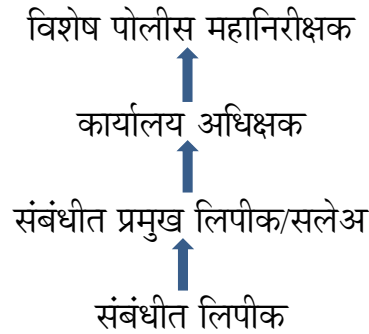 विशेष पोलीस महानिरीक्षक
कार्यालय अधिक्षक
संबंधीत प्रमुख लिपीक/सलेअ
संबंधीत लिपीक